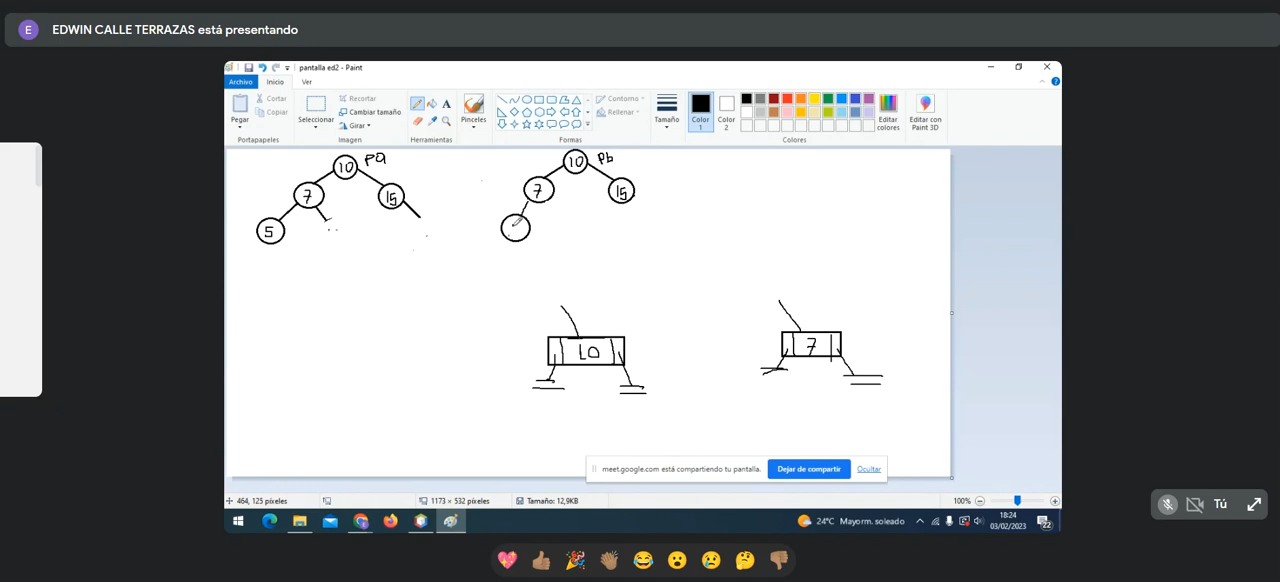 E EDWIN CALLE TERRAZAS está presentando
pantalla ed2 - Paint
Archivo Inicio Ver
Pegar
Cortar
Copiar
Portapapeles
Seleccionar
Recortar
Cambiar tamaño
Girar
Imagen
A
Herramientas
Pinceles
Contorno
Rellenar
Formas
Tamaño
Color 1
Color 2
Editar colores
Colores
Editar con Paint 3D
10 pa
7 15
5
10 pb
7 15
10
7
meet.google.com está compartiendo tu pantalla. Dejar de compartir Ocultar
464, 125 píxeles 1173 × 532 píxeles Tamaño: 12,9KB 100%
24°C Mayorm. soleado 18:24
03/02/2023 22
Tú